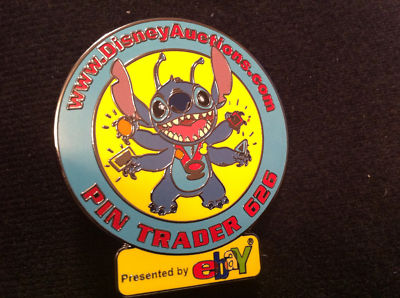 www.DisneyAuctions.com
PIN TRADER 626
Presented by ebaY®